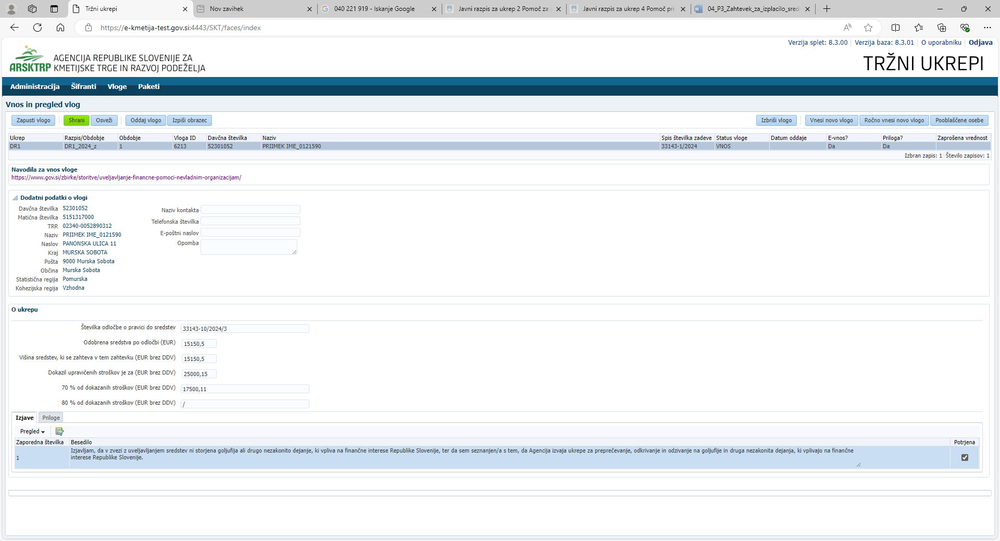 Tržni ukrepi
Nov zavihek
040 221 919 - Iskanje Google
Javni razpis za ukrep 2 Pomoč za
Javni razpis za ukrep 4 Pomoč pri
04_P3_Zahtevek_za_izplacilo_sred
https://e-kmetija-test.gov.si:4443/SKT/faces/index
Verzija splet: 8.3.00 Verzija baza: 8.3.01 O uporabniku Odjava
ARSKTRP
AGENCIJA REPUBLIKE SLOVENIJE ZA
KMETIJSKE TRGE IN RAZVOJ PODEŽELJA
TRŽNI UKREPI
Administracija Šifranti Vloge Paketi
Vnos in pregled vlog
Zapusti vlogo Shrani Osveži Oddaj vlogo Izpiši obrazec Izbriši vlogo Vnesi novo vlogo Ročno vnesi novo vlogo Pooblaščene osebe
Ukrep Razpis/Obdobje Obdobje Vloga ID Davčna številka Naziv Spis številka zadeve Status vloge Datum oddaje E-vnos? Priloga? Zaprošena vrednost
DR1 DR1_2024_z 1 6213 52301052 PRIIMEK IME_0121590 33143-1/2024 VNOS Da Da
Izbran zapis: 1 Število zapisov: 1
Navodila za vnos vloge
https://www.gov.si/zbirke/storitve/uveljavljanje-financne-pomoci-nevladnim-organizacijam/
Dodatni podatki o vlogi
Davčna številka 52301052
Matična številka 5151317000
TRR 02340-0052890312
Naziv PRIIMEK IME_0121590
Naslov PANONSKA ULICA 11
Kraj MURSKA SOBOTA
Pošta 9000 Murska Sobota
Občina Murska Sobota
Statistična regija Pomurska
Kohezijska regija Vzhodna
Naziv kontakta
Telefonska številka
E-poštni naslov
Opomba
O ukrepu
Številka odločbe o pravici do sredstev 33143-10/2024/3
Odobrena sredstva po odločbi (EUR) 15150,5
Višina sredstev, ki se zahteva v tem zahtevku (EUR brez DDV) 15150,5
Dokazil upravičenih stroškov je za (EUR brez DDV) 25000,15
70 % od dokazanih stroškov (EUR brez DDV) 17500,11
80 % od dokazanih stroškov (EUR brez DDV) /
Izjave Priloge
Pregled
Zaporedna številka Besedilo Potrjena
1 Izjavljam, da v zvezi z uveljavljanjem sredstev ni storjena goljufija ali drugo nezakonito dejanje, ki vpliva na finančne interese Republike Slovenije, ter da sem seznanjen/a s tem, da Agencija izvaja ukrepe za preprečevanje, odkrivanje in odzivanje na goljufije in druga nezakonita dejanja, ki vplivajo na finančne
interese Republike Slovenije.